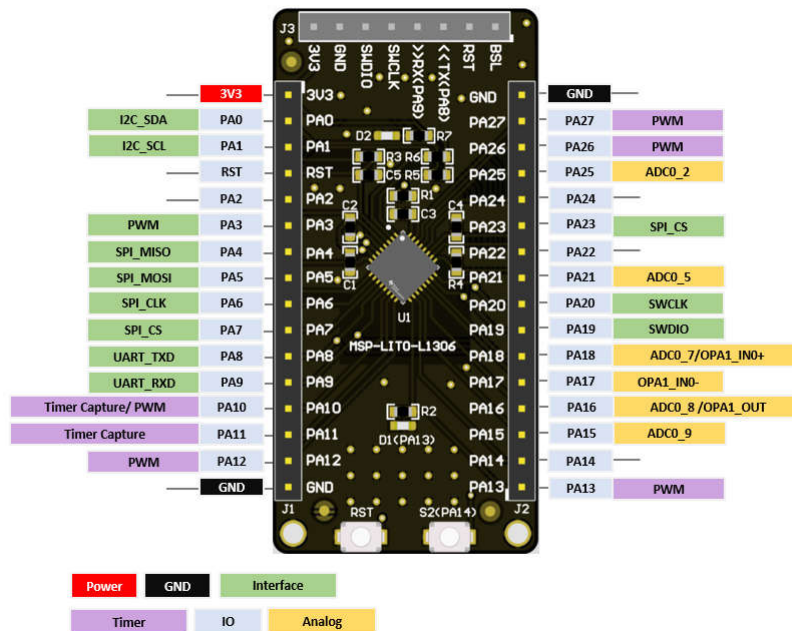 J3
3V3 GND SWDIO SWCLK >>RX(PA9) <<TX(PA8) RST BSL
3V3 3V3 GND GND
I2C_SDA PA0 PA0 PA27 PA27 PWM
D2 R7
I2C_SCL PA1 PA1 PA26 PA26 PWM
R3 R6
RST RST C5 R5 PA25 PA25 ADC0_2
PA2 PA2 R1 PA24 PA24
C2 C3 C4
PWM PA3 PA3 PA23 PA23 SPI_CS
SPI_MISO PA4 PA4 PA22 PA22
SPI_MOSI PA5 PA5 PA21 PA21 ADC0_5
C1 R4
SPI_CLK PA6 PA6 PA20 PA20 SWCLK
U1
SPI_CS PA7 PA7 PA19 PA19 SWDIO
MSP-LITO-L1306
UART_TXD PA8 PA8 PA18 PA18 ADC0_7/OPA1_IN0+
UART_RXD PA9 PA9 PA17 PA17 OPA1_IN0-
Timer Capture/ PWM PA10 PA10 R2 PA16 PA16 ADC0_8 /OPA1_OUT
Timer Capture PA11 PA11 PA15 PA15 ADC0_9
D1(PA13)
PWM PA12 PA12 PA14 PA14
GND GND PA13 PA13 PWM
J1 RST S2(PA14) J2
Power GND Interface
Timer IO Analog